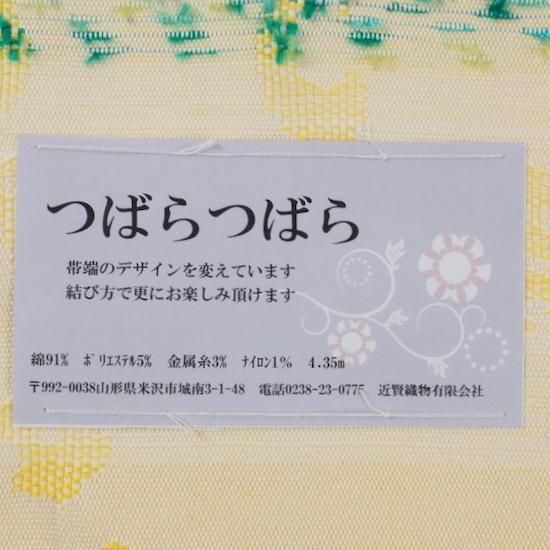 つばらつばら
帯端のデザインを変えています
結び方で更にお楽しみ頂けます
綿91% ﾎﾟﾘｴｽﾃﾙ5% 金属糸3% ﾅｲﾛﾝ1% 4.35m
〒992-0038山形県米沢市城南3-1-48 電話0238-23-0775 近賢織物有限会社